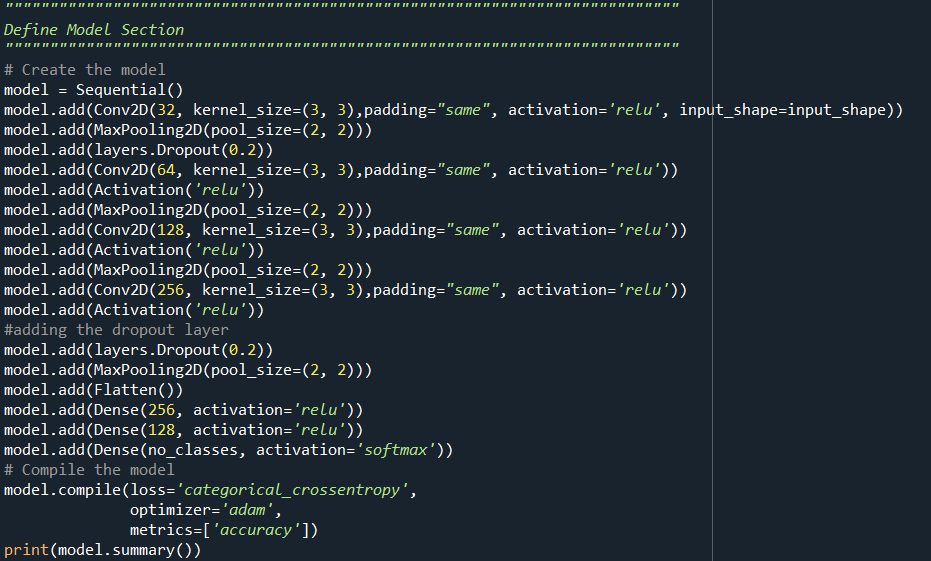 """""""""""""""""""""""""""""""""""""""""""""""""""""""""""""""""""""""""""
Define Model Section
"""""""""""""""""""""""""""""""""""""""""""""""""""""""""""""""""""""""""""
# Create the model
model = Sequential()
model.add(Conv2D(32, kernel_size=(3, 3),padding="same", activation='relu', input_shape=input_shape))
model.add(MaxPooling2D(pool_size=(2, 2)))
model.add(layers.Dropout(0.2))
model.add(Conv2D(64, kernel_size=(3, 3),padding="same", activation='relu'))
model.add(Activation('relu'))
model.add(MaxPooling2D(pool_size=(2, 2)))
model.add(Conv2D(128, kernel_size=(3, 3),padding="same", activation='relu'))
model.add(Activation('relu'))
model.add(MaxPooling2D(pool_size=(2, 2)))
model.add(Conv2D(256, kernel_size=(3, 3),padding="same", activation='relu'))
model.add(Activation('relu'))
#adding the dropout layer
model.add(layers.Dropout(0.2))
model.add(MaxPooling2D(pool_size=(2, 2)))
model.add(Flatten())
model.add(Dense(256, activation='relu'))
model.add(Dense(128, activation='relu'))
model.add(Dense(no_classes, activation='softmax'))
# Compile the model
model.compile(loss='categorical_crossentropy',
              optimizer='adam',
              metrics=['accuracy'])
print(model.summary())